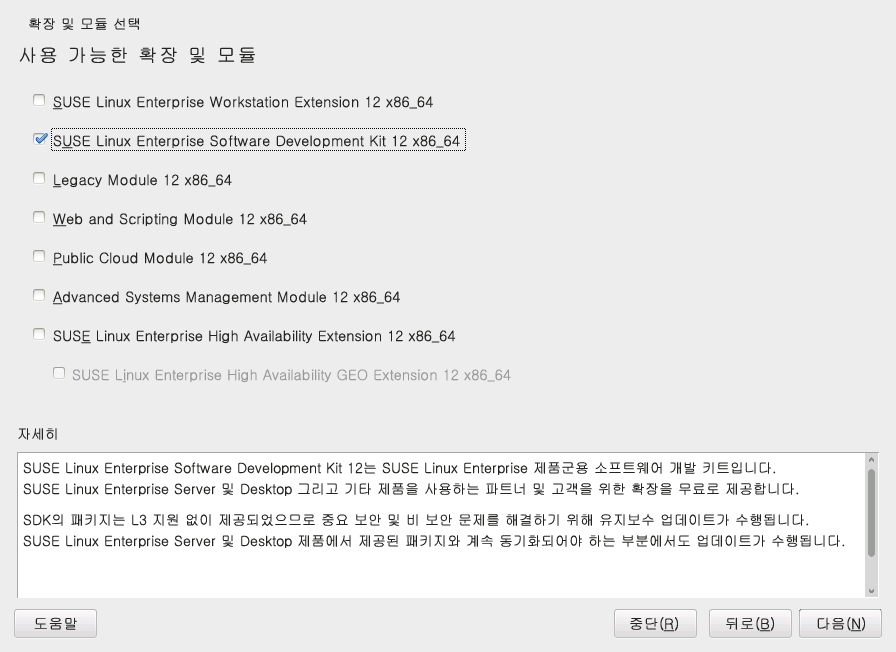 확장 및 모듈 선택
사용 가능한 확장 및 모듈
SUSE Linux Enterprise Workstation Extension 12 x86_64
SUSE Linux Enterprise Software Development Kit 12 x86_64
Legacy Module 12 x86_64
Web and Scripting Module 12 x86_64
Public Cloud Module 12 x86_64
Advanced Systems Management Module 12 x86_64
SUSE Linux Enterprise High Availability Extension 12 x86_64
SUSE Linux Enterprise High Availability GEO Extension 12 x86_64
자세히
SUSE Linux Enterprise Software Development Kit 12는 SUSE Linux Enterprise 제품군용 소프트웨어 개발 키트입니다.
SUSE Linux Enterprise Server 및 Desktop 그리고 기타 제품을 사용하는 파트너 및 고객을 위한 확장을 무료로 제공합니다.
SDK의 패키지는 L3 지원 없이 제공되었으므로 중요 보안 및 비 보안 문제를 해결하기 위해 유지보수 업데이트가 수행됩니다.
SUSE Linux Enterprise Server 및 Desktop 제품에서 제공된 패키지와 계속 동기화되어야 하는 부분에서도 업데이트가 수행됩니다.
도움말 중단(R) 뒤로(B) 다음(N)